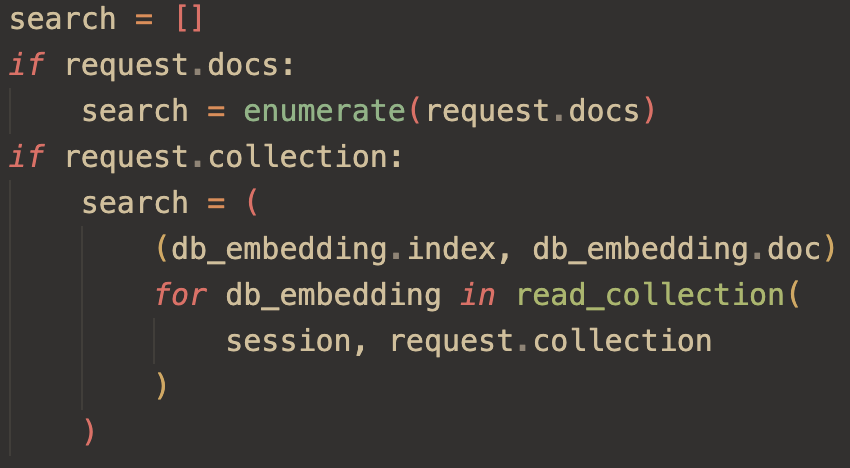 search = []
if request.docs:
    search = enumerate(request.docs)
if request.collection:
    search = (
        (db_embedding.index, db_embedding.doc)
        for db_embedding in read_collection(
            session, request.collection
        )
    )